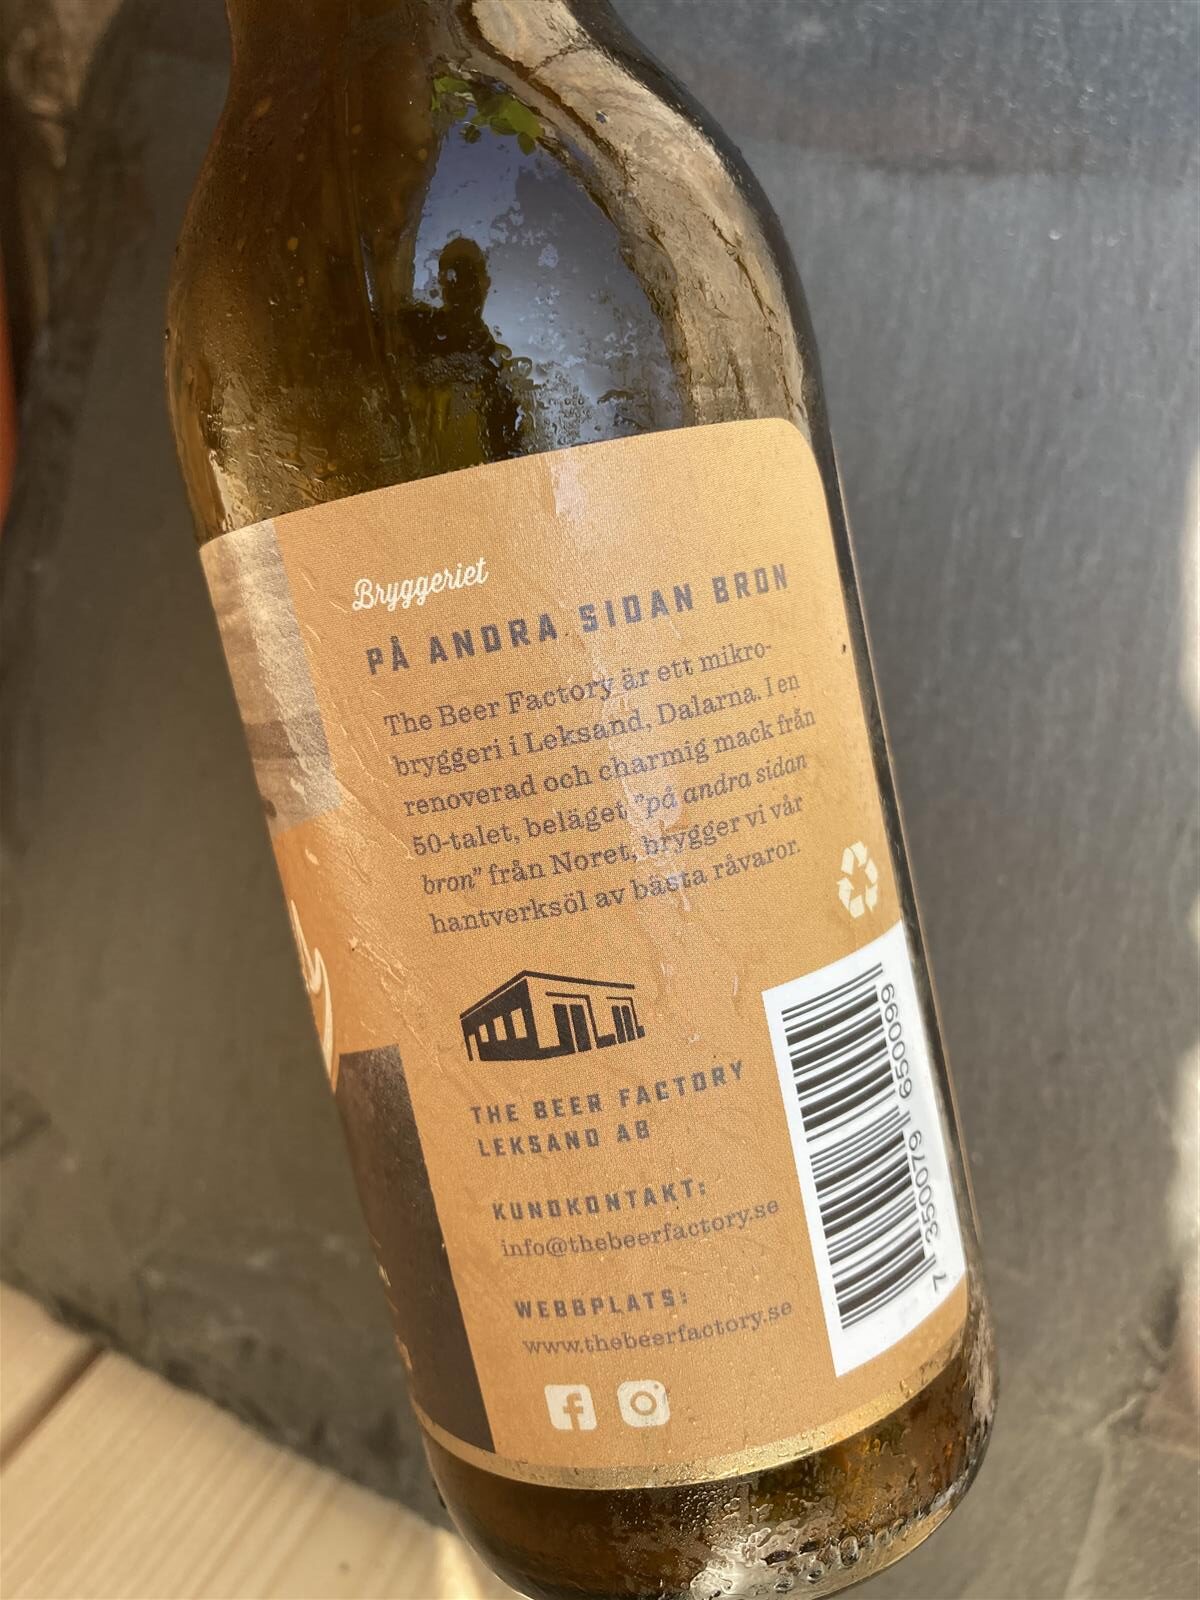 Bryggeriet
PÅ ANDRA SIDAN BRON
The Beer Factory är ett mikro-
bryggeri i Leksand, Dalarna. I en
renoverad och charmig mack från
50-talet, beläget "på andra sidan
bron" från Noret, brygger vi vår
hantverksöl av bästa råvaror.
THE BEER FACTORY
LEKSAND AB
KUNDKONTAKT:
info@thebeerfactory.se
WEBBPLATS:
www.thebeerfactory.se
7 350079 650099